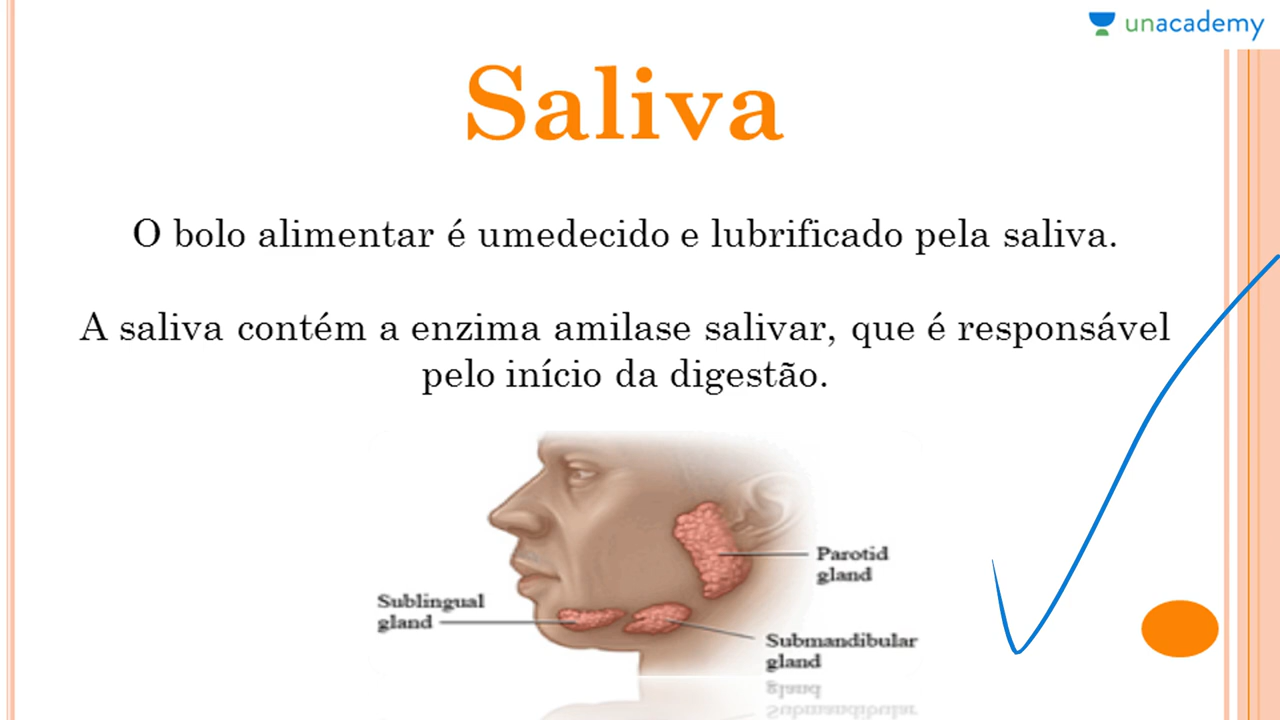 unacademy
Saliva
O bolo alimentar é umedecido e lubrificado pela saliva.
A saliva contém a enzima amilase salivar, que é responsável
pelo início da digestão.
Parotid
gland
Sublingual
gland
Submandibular
gland